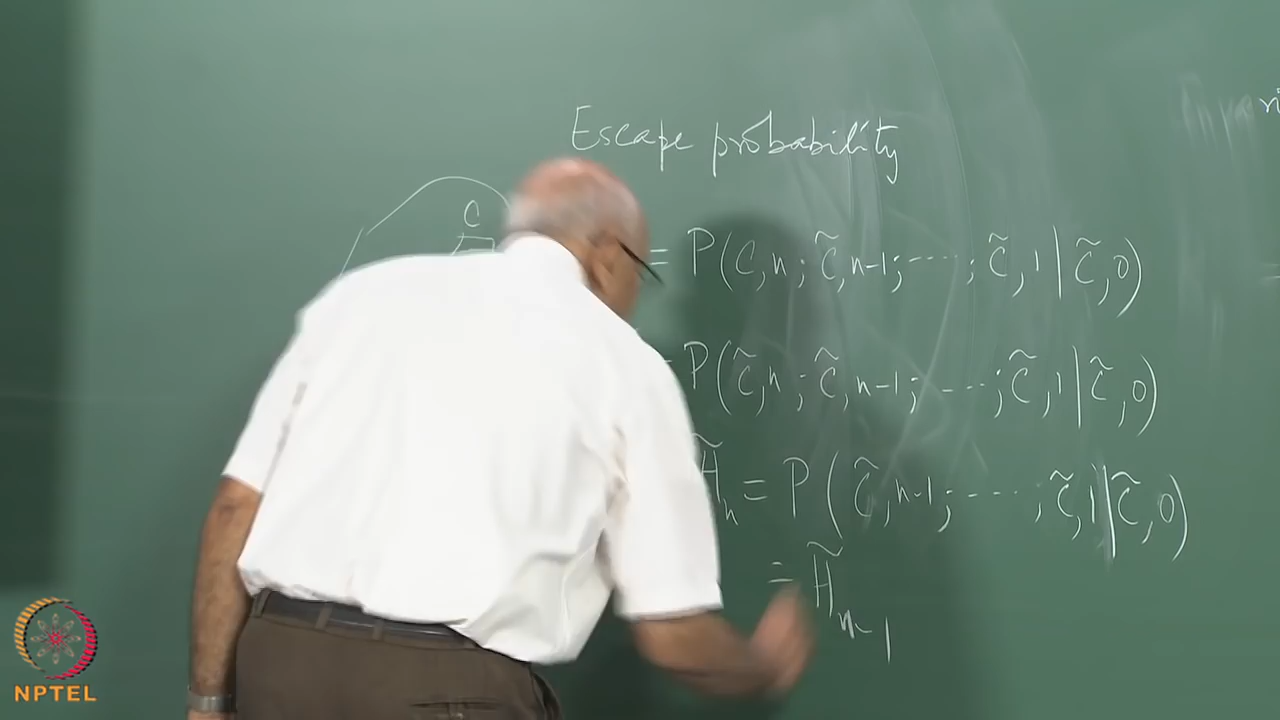 Escape probability
C
= P(C,n ; C̃,n-1; ---- ; C̃,1 | C̃,0)
= P(C̃,n ; C̃,n-1; - ---; C̃,1 | C̃,0)
H̃ₙ = P(C̃,n-1; - - - - ; C̃,1 | C̃,0)
= H̃ₙ₋₁
NPTEL